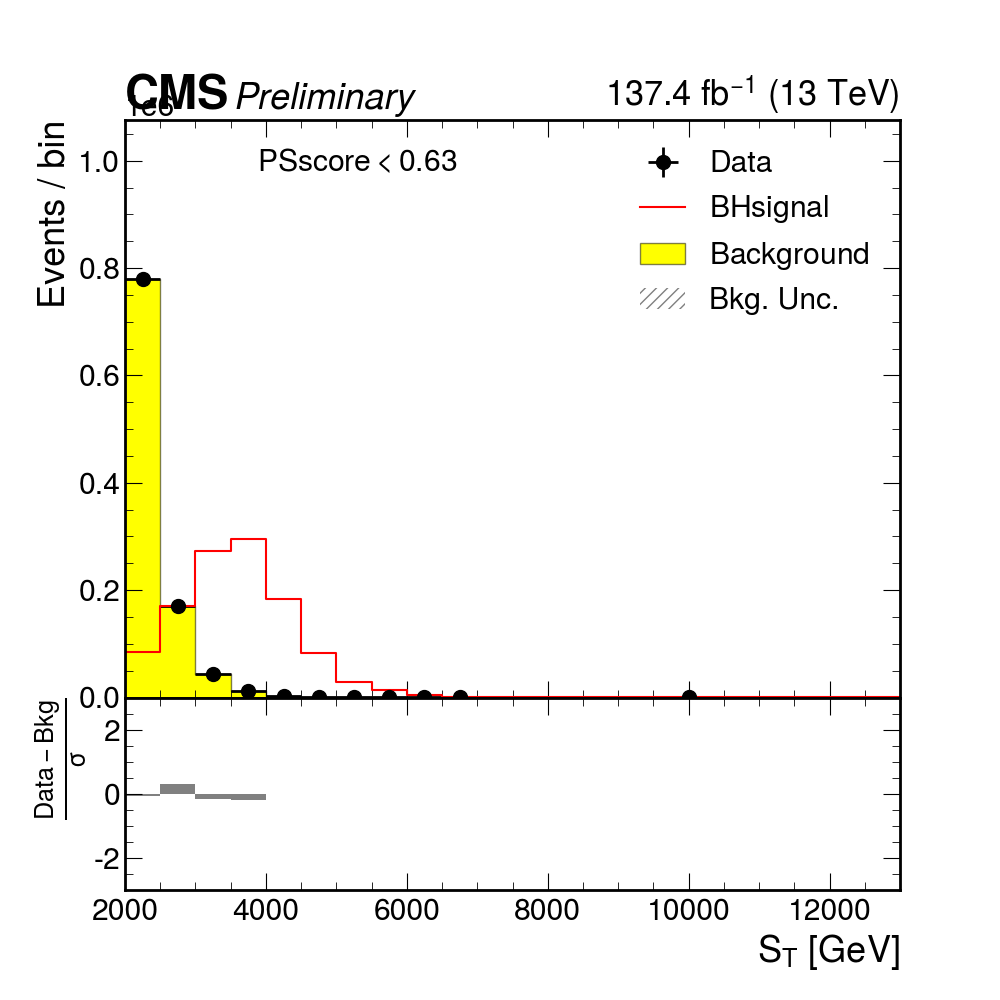 CMS Preliminary 137.4 fb⁻¹ (13 TeV)
1e6
Events / bin
1.0
0.8
0.6
0.4
0.2
0.0
PSscore < 0.63
Data
BHsignal
Background
Bkg. Unc.
Data – Bkg
σ
2
0
-2
2000 4000 6000 8000 10000 12000
S_T [GeV]